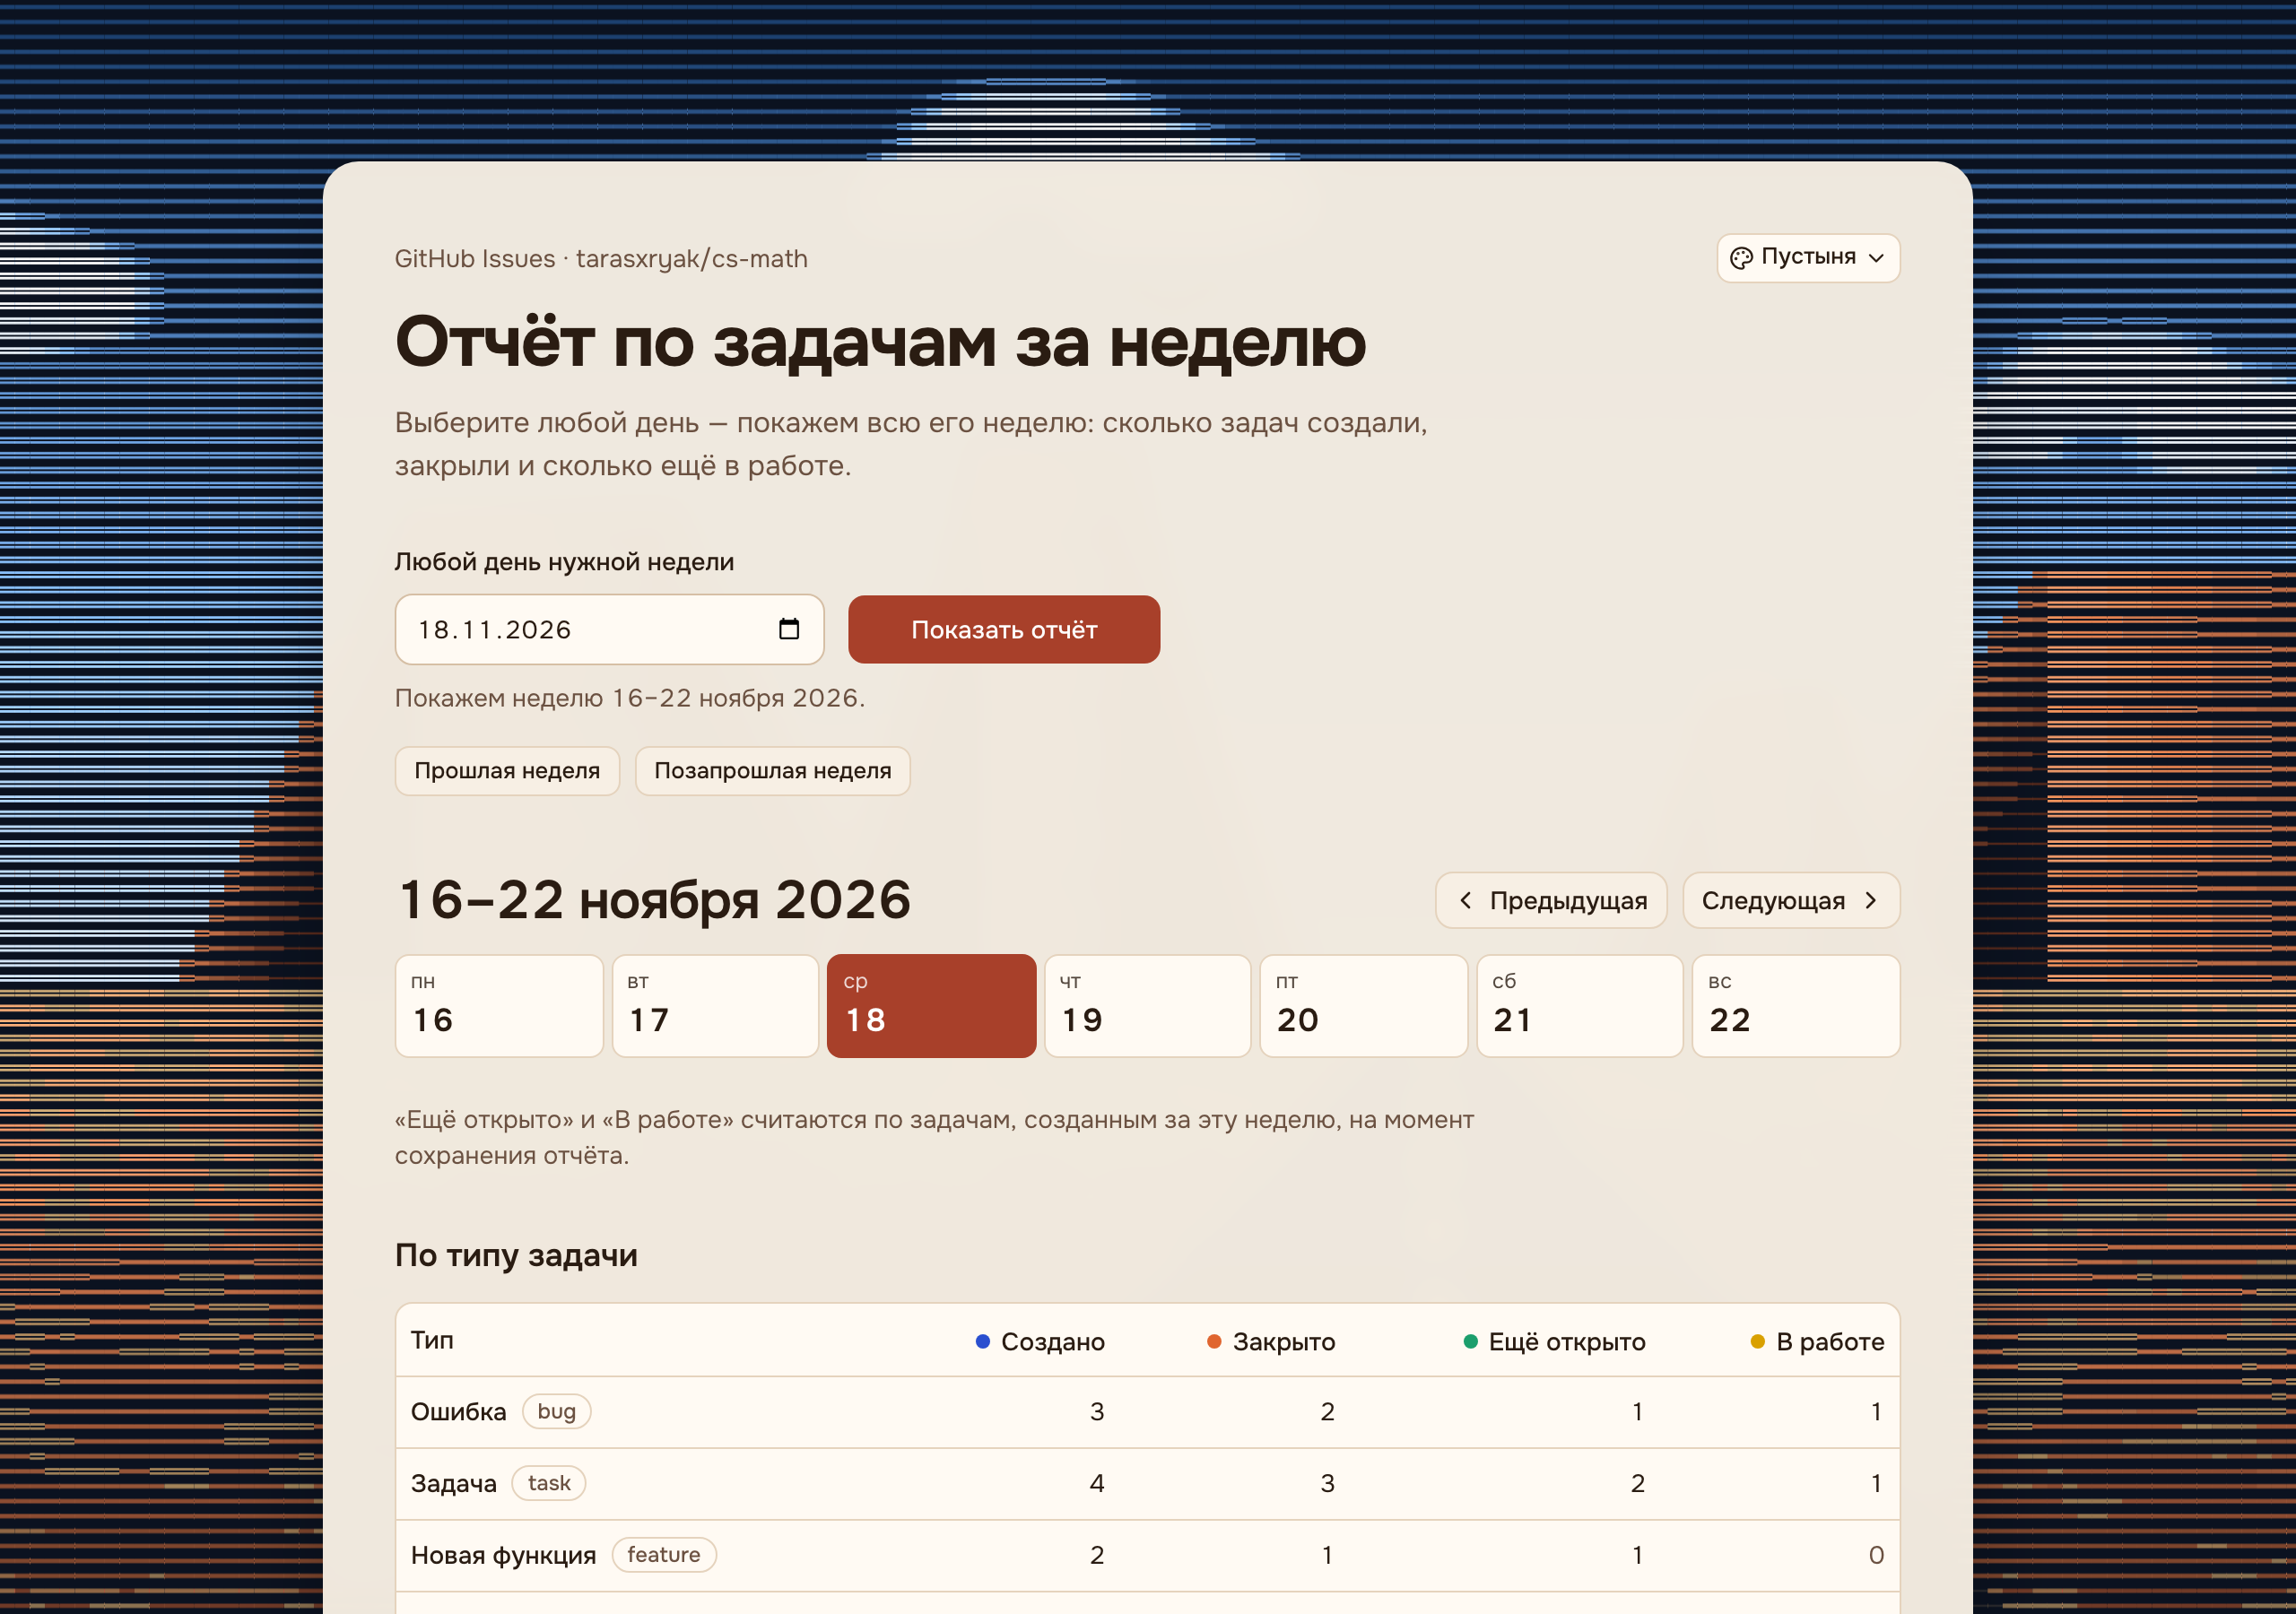 GitHub Issues · tarasxryak/cs-math
Пустыня
Отчёт по задачам за неделю
Выберите любой день — покажем всю его неделю: сколько задач создали,
закрыли и сколько ещё в работе.
Любой день нужной недели
18.11.2026
Показать отчёт
Покажем неделю 16–22 ноября 2026.
Прошлая неделя
Позапрошлая неделя
16–22 ноября 2026
Предыдущая
Следующая
пн
16
вт
17
ср
18
чт
19
пт
20
сб
21
вс
22
«Ещё открыто» и «В работе» считаются по задачам, созданным за эту неделю, на момент
сохранения отчёта.
По типу задачи
Тип Создано Закрыто Ещё открыто В работе
Ошибка bug 3 2 1 1
Задача task 4 3 2 1
Новая функция feature 2 1 1 0